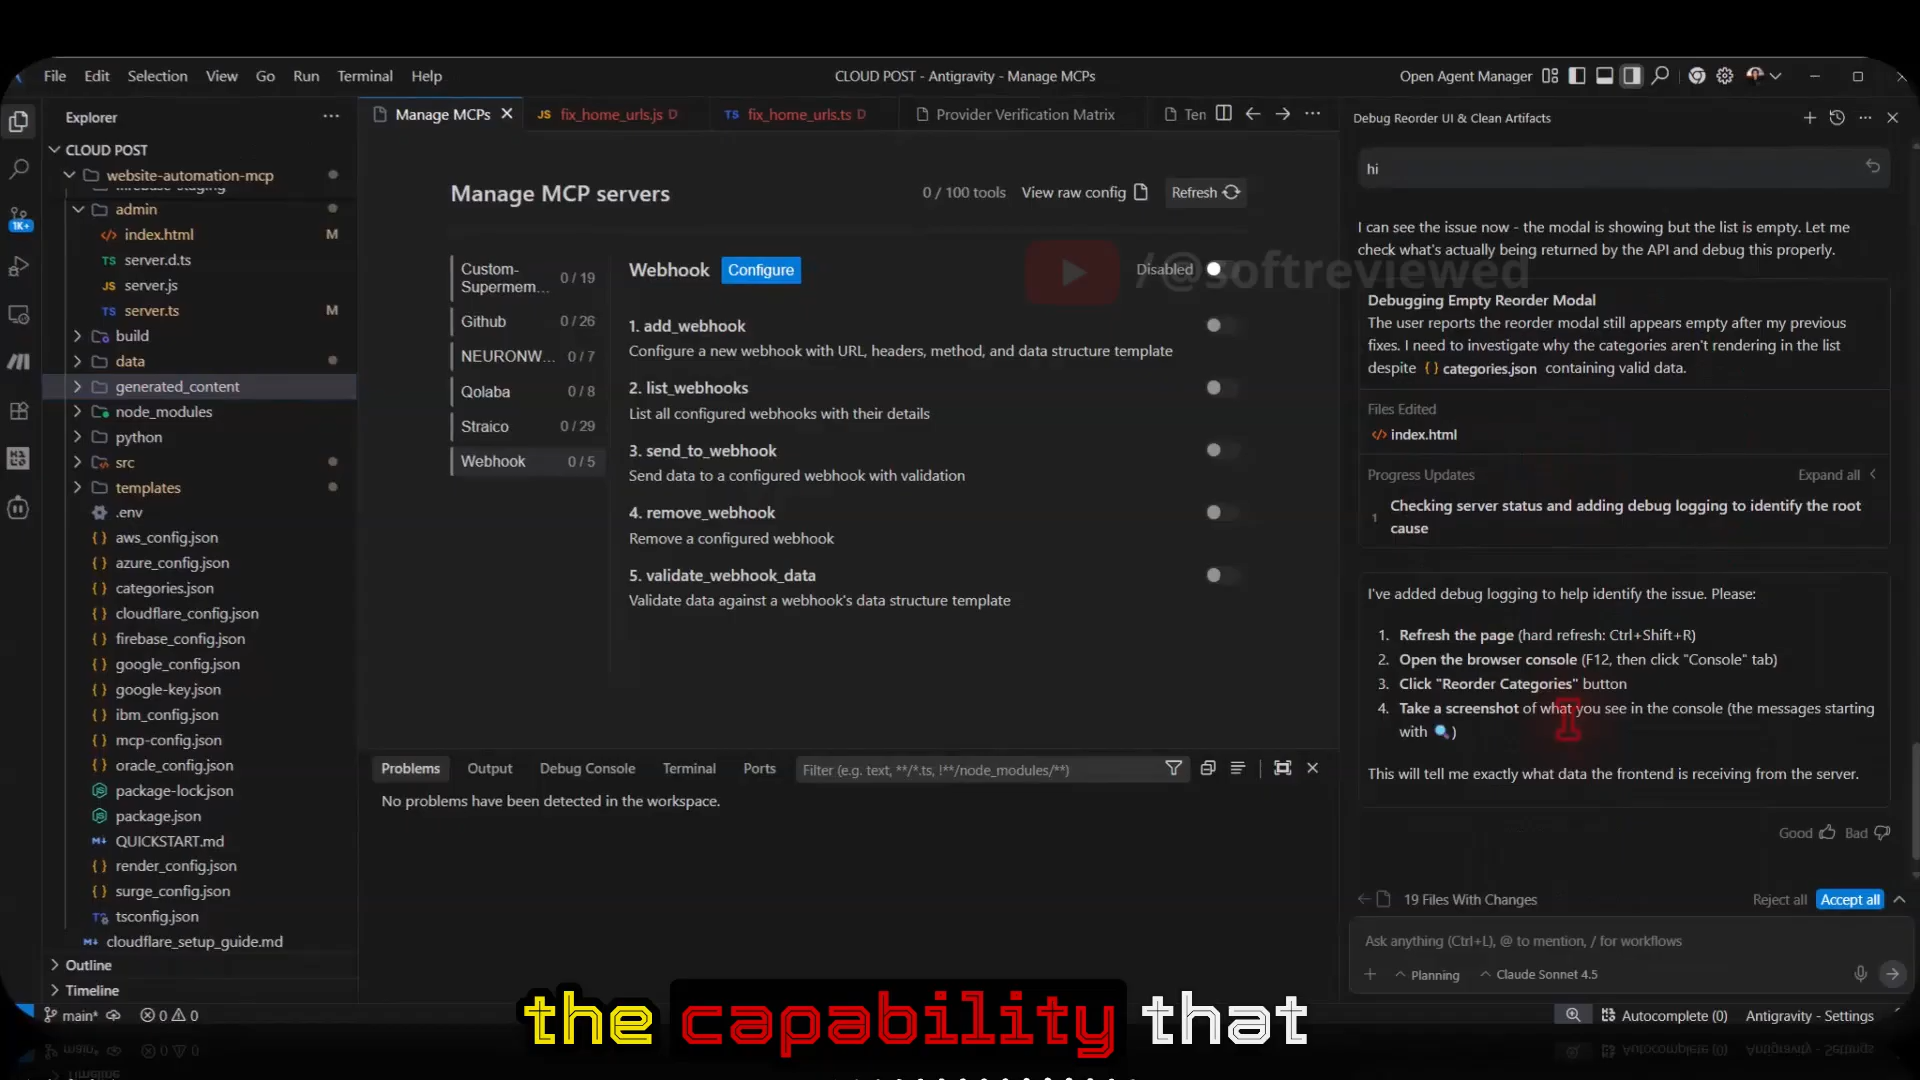 File Edit Selection View Go Run Terminal Help
CLOUD POST - Antigravity - Manage MCPs
Open Agent Manager
Explorer
CLOUD POST
website-automation-mcp
firebase-staging
admin
index.html M
server.d.ts
server.js
server.ts M
build
data
generated_content
node_modules
python
src
templates
.env
aws_config.json
azure_config.json
categories.json
cloudflare_config.json
firebase_config.json
google_config.json
google-key.json
ibm_config.json
mcp-config.json
oracle_config.json
package-lock.json
package.json
QUICKSTART.md
render_config.json
surge_config.json
tsconfig.json
cloudflare_setup_guide.md
Outline
Timeline
1K+
Manage MCPs
JS fix_home_urls.js D
TS fix_home_urls.ts D
Provider Verification Matrix
Ten
Manage MCP servers
0 / 100 tools
View raw config
Refresh
Custom-
Supermem... 0 / 19
Github 0 / 26
NEURONW... 0 / 7
Qolaba 0 / 8
Straico 0 / 29
Webhook 0 / 5
Webhook Configure
Disabled
/@softreviewed
1. add_webhook
Configure a new webhook with URL, headers, method, and data structure template
2. list_webhooks
List all configured webhooks with their details
3. send_to_webhook
Send data to a configured webhook with validation
4. remove_webhook
Remove a configured webhook
5. validate_webhook_data
Validate data against a webhook's data structure template
Problems Output Debug Console Terminal Ports
Filter (e.g. text, **/*.ts, !**/node_modules/**)
No problems have been detected in the workspace.
Debug Reorder UI & Clean Artifacts
hi
I can see the issue now - the modal is showing but the list is empty. Let me
check what's actually being returned by the API and debug this properly.
Debugging Empty Reorder Modal
The user reports the reorder modal still appears empty after my previous
fixes. I need to investigate why the categories aren't rendering in the list
despite {} categories.json containing valid data.
Files Edited
index.html
Progress Updates
Expand all
1 Checking server status and adding debug logging to identify the root
cause
I've added debug logging to help identify the issue. Please:
1. Refresh the page (hard refresh: Ctrl+Shift+R)
2. Open the browser console (F12, then click "Console" tab)
3. Click "Reorder Categories" button
4. Take a screenshot of what you see in the console (the messages starting
with 🔍)
This will tell me exactly what data the frontend is receiving from the server.
Good Bad
19 Files With Changes
Reject all
Accept all
Ask anything (Ctrl+L), @ to mention, / for workflows
Planning
Claude Sonnet 4.5
main*
0 0
Autocomplete (0)
Antigravity - Settings
the capability that